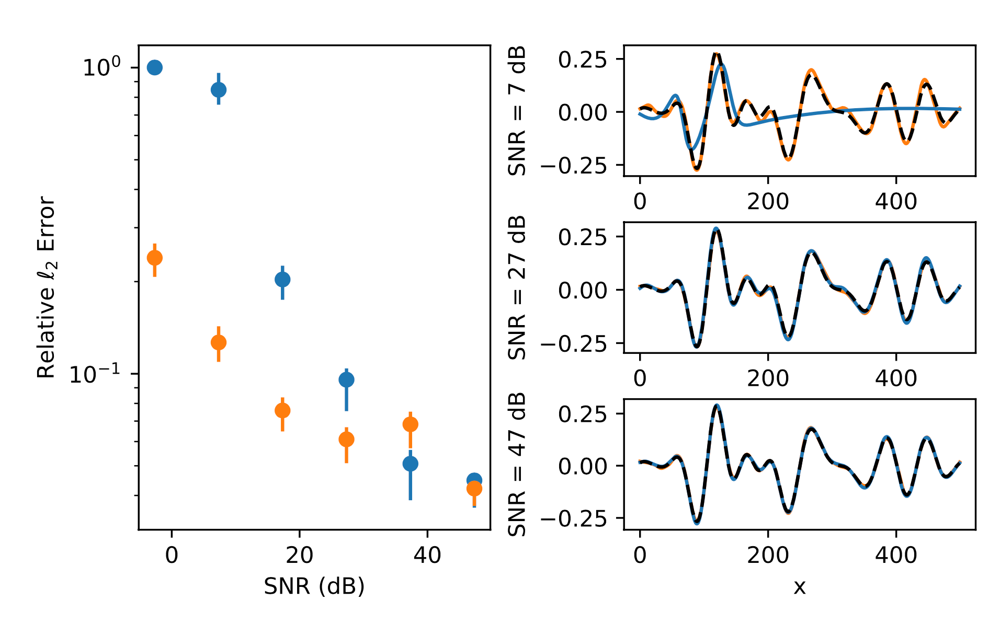 Relative ℓ₂ Error
10⁰
10⁻¹
0 20 40
SNR (dB)
SNR = 7 dB
0.25
0.00
−0.25
0 200 400
SNR = 27 dB
0.25
0.00
−0.25
0 200 400
SNR = 47 dB
0.25
0.00
−0.25
0 200 400
x